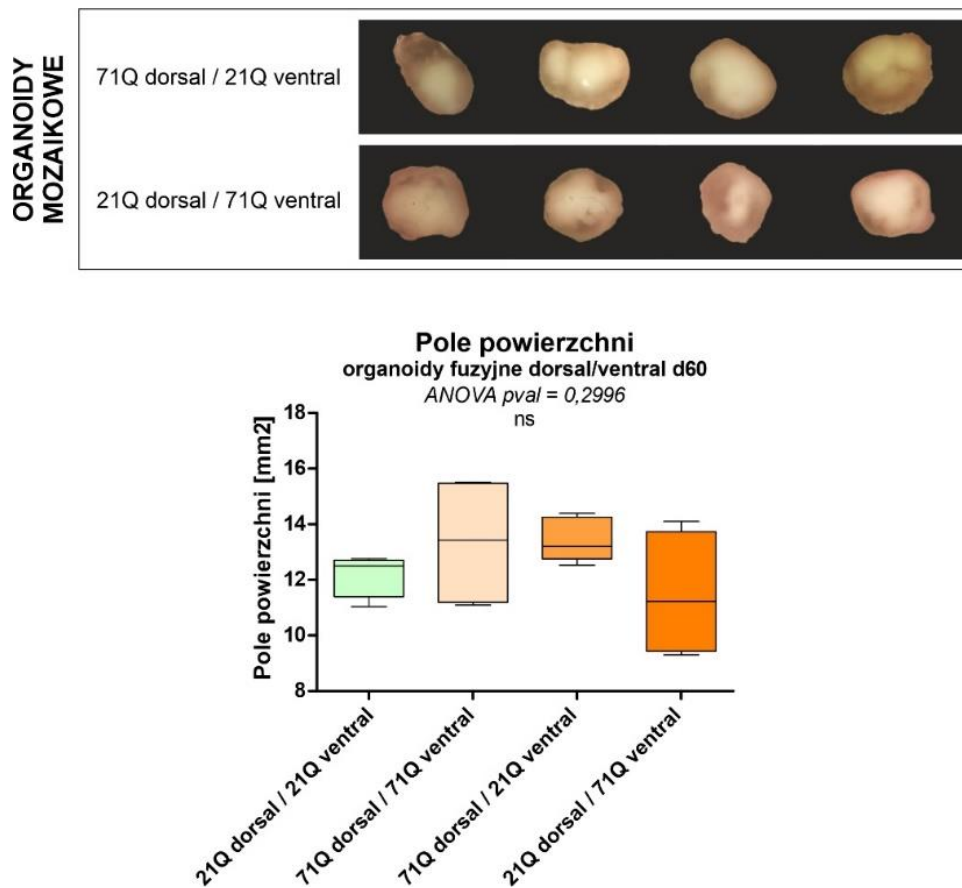 ORGANOIDY
MOZAIKOWE
71Q dorsal / 21Q ventral
21Q dorsal / 71Q ventral
Pole powierzchni
organoidy fuzyjne dorsal/ventral d60
ANOVA pval = 0,2996
ns
Pole powierzchni [mm2]
18
16
14
12
10
8
21Q dorsal / 21Q ventral
71Q dorsal / 71Q ventral
71Q dorsal / 21Q ventral
21Q dorsal / 71Q ventral